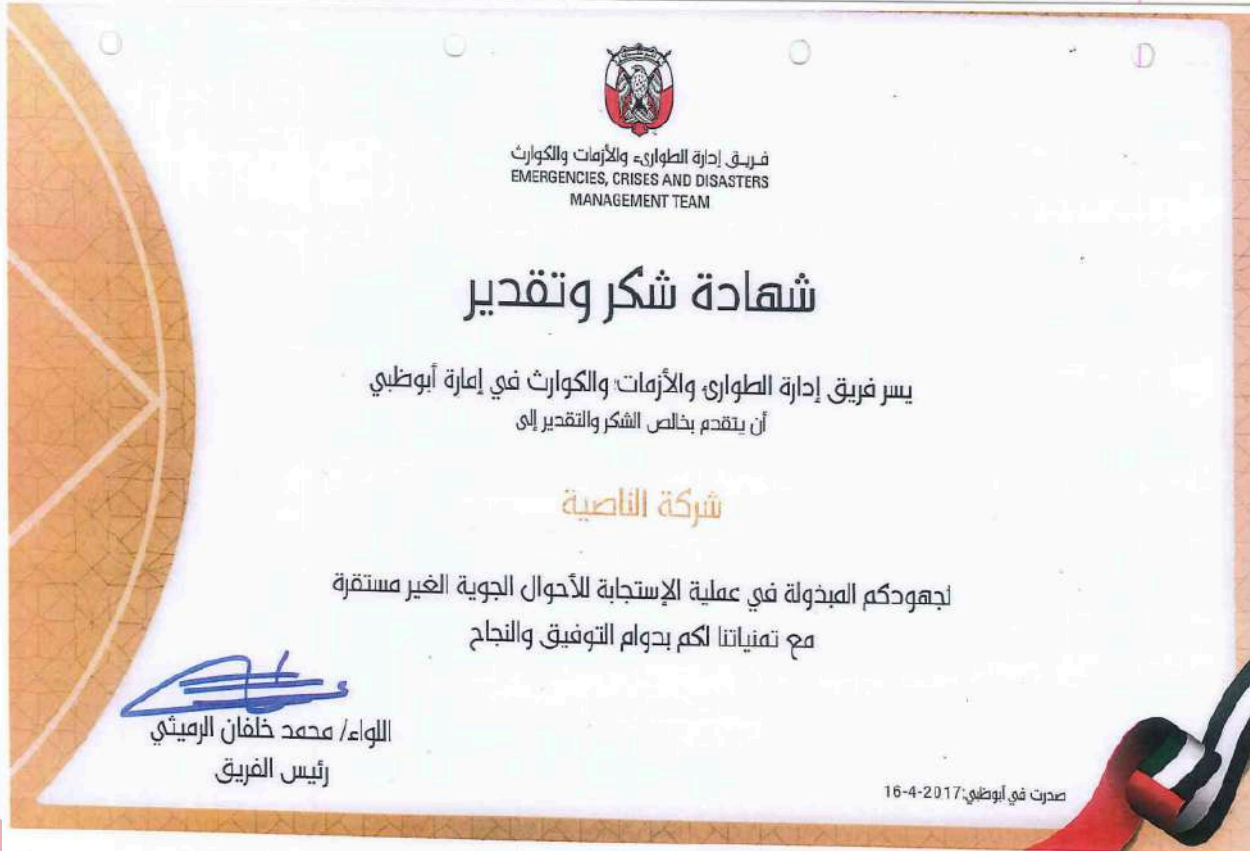 فريق إدارة الطوارىء والأزمات والكوارث
EMERGENCIES, CRISES AND DISASTERS
MANAGEMENT TEAM
شهادة شكر وتقدير
يسر فريق إدارة الطوارئ والأزمات والكوارث في إمارة أبوظبي
أن يتقدم بخالص الشكر والتقدير إلى
شركة الناصية
لجهودكم المبذولة في عملية الإستجابة للأحوال الجوية الغير مستقرة
مع تمنياتنا لكم بدوام التوفيق والنجاح
اللواء/ محمد خلفان الرميثي
رئيس الفريق
صدرت في أبوظبي:16-4-2017